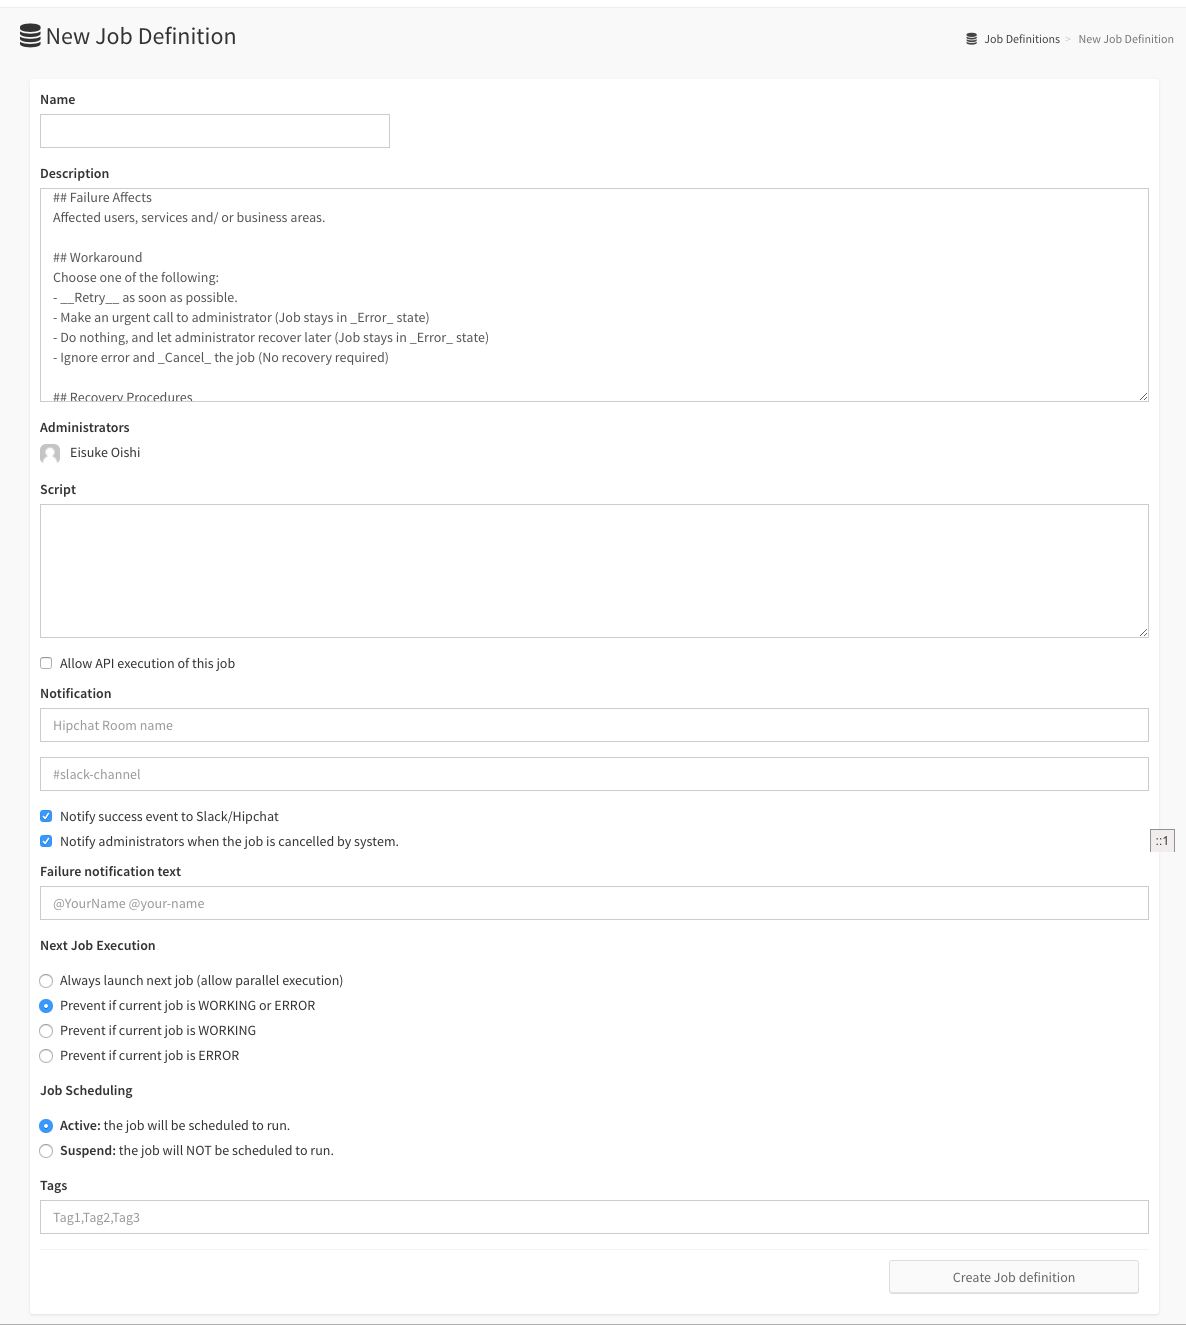 New Job Definition
Job Definitions > New Job Definition
Name
Description
## Failure Affects
Affected users, services and/ or business areas.
## Workaround
Choose one of the following:
- __Retry__ as soon as possible.
- Make an urgent call to administrator (Job stays in _Error_ state)
- Do nothing, and let administrator recover later (Job stays in _Error_ state)
- Ignore error and _Cancel_ the job (No recovery required)
## Recovery Procedures
Administrators
Eisuke Oishi
Script
Allow API execution of this job
Notification
Hipchat Room name
#slack-channel
Notify success event to Slack/Hipchat
Notify administrators when the job is cancelled by system.
::1
Failure notification text
@YourName @your-name
Next Job Execution
Always launch next job (allow parallel execution)
Prevent if current job is WORKING or ERROR
Prevent if current job is WORKING
Prevent if current job is ERROR
Job Scheduling
Active: the job will be scheduled to run.
Suspend: the job will NOT be scheduled to run.
Tags
Tag1,Tag2,Tag3
Create Job definition